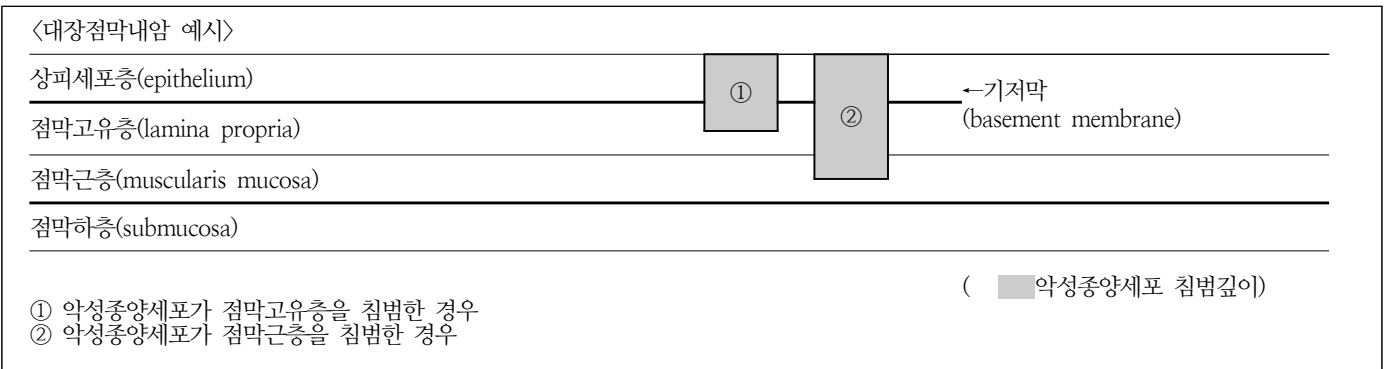 〈대장점막내암 예시〉
상피세포층(epithelium)
①
←기저막
②
(basement membrane)
점막고유층(lamina propria)
점막근층(muscularis mucosa)
점막하층(submucosa)
( 악성종양세포 침범깊이)
① 악성종양세포가 점막고유층을 침범한 경우
② 악성종양세포가 점막근층을 침범한 경우